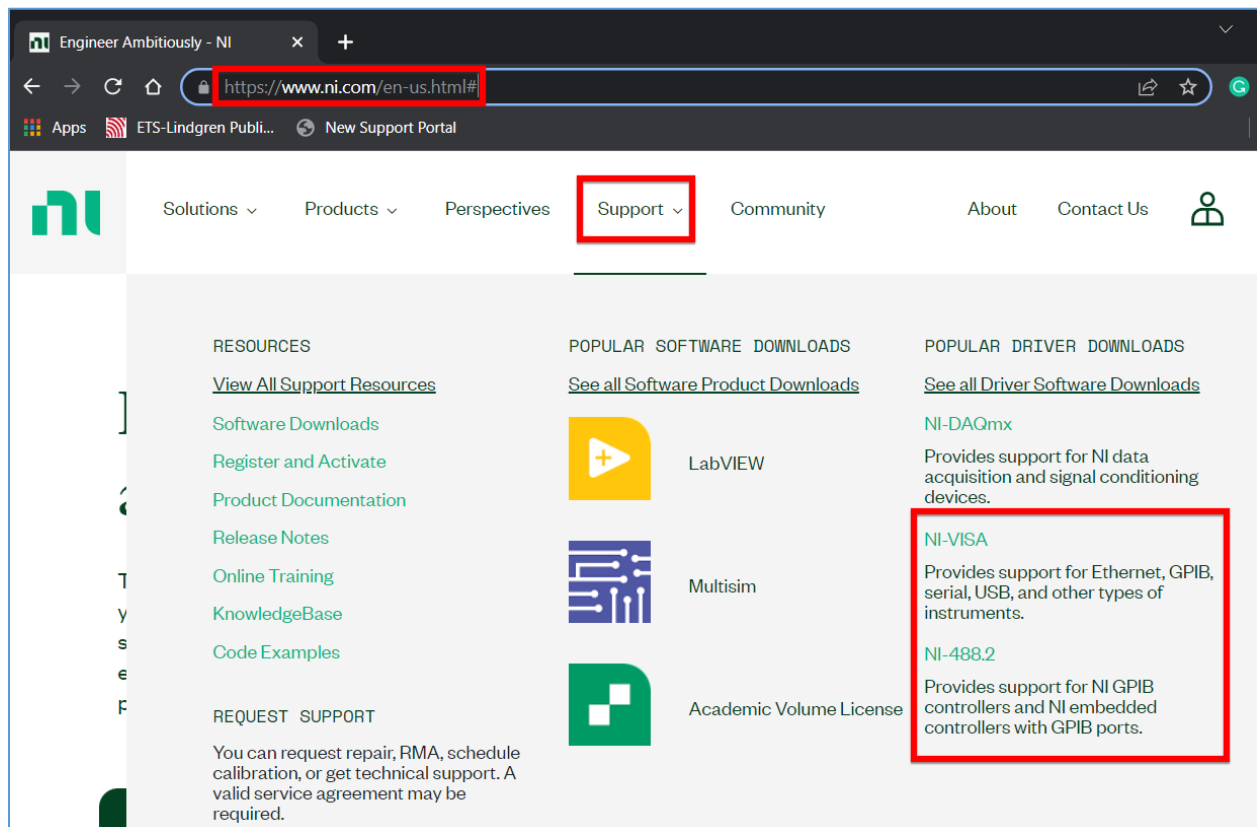 Engineer Ambitiously - NI
https://www.ni.com/en-us.html#
Apps ETS-Lindgren Publi... New Support Portal
Solutions Products Perspectives Support Community About Contact Us
RESOURCES
View All Support Resources
Software Downloads
Register and Activate
Product Documentation
Release Notes
Online Training
KnowledgeBase
Code Examples
REQUEST SUPPORT
You can request repair, RMA, schedule
calibration, or get technical support. A
valid service agreement may be
required.
POPULAR SOFTWARE DOWNLOADS
See all Software Product Downloads
LabVIEW
Multisim
Academic Volume License
POPULAR DRIVER DOWNLOADS
See all Driver Software Downloads
NI-DAQmx
Provides support for NI data
acquisition and signal conditioning
devices.
NI-VISA
Provides support for Ethernet, GPIB,
serial, USB, and other types of
instruments.
NI-488.2
Provides support for NI GPIB
controllers and NI embedded
controllers with GPIB ports.